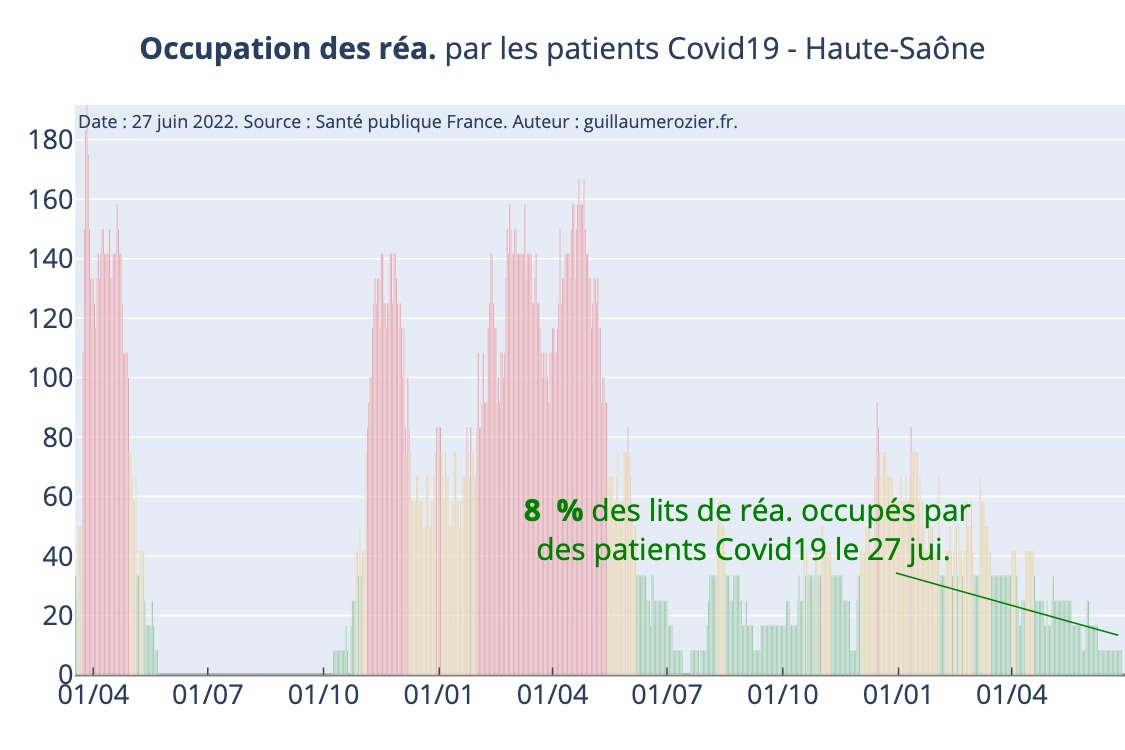 Occupation des réa. par les patients Covid19 - Haute-Saône
Date : 27 juin 2022. Source : Santé publique France. Auteur : guillaumerozier.fr.
180
160
140
120
100
80
60
40
20
0
8 % des lits de réa. occupés par
des patients Covid19 le 27 jui.
01/04 01/07 01/10 01/01 01/04 01/07 01/10 01/01 01/04